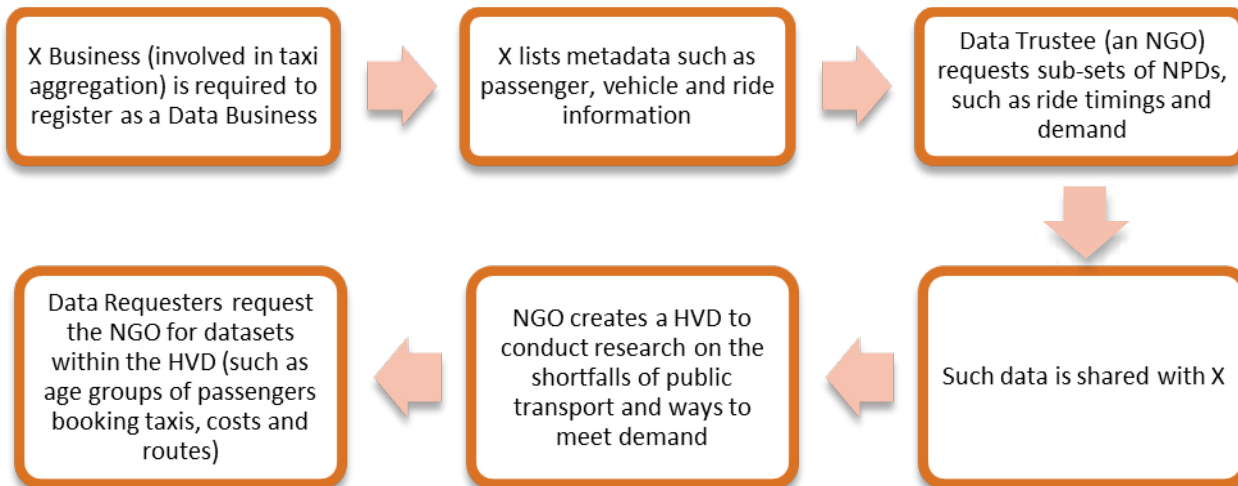 X Business (involved in taxi
aggregation) is required to
register as a Data Business
X lists metadata such as
passenger, vehicle and ride
information
Data Trustee (an NGO)
requests sub-sets of NPDs,
such as ride timings and
demand
Such data is shared with X
NGO creates a HVD to
conduct research on the
shortfalls of public
transport and ways to
meet demand
Data Requesters request
the NGO for datasets
within the HVD (such as
age groups of passengers
booking taxis, costs and
routes)